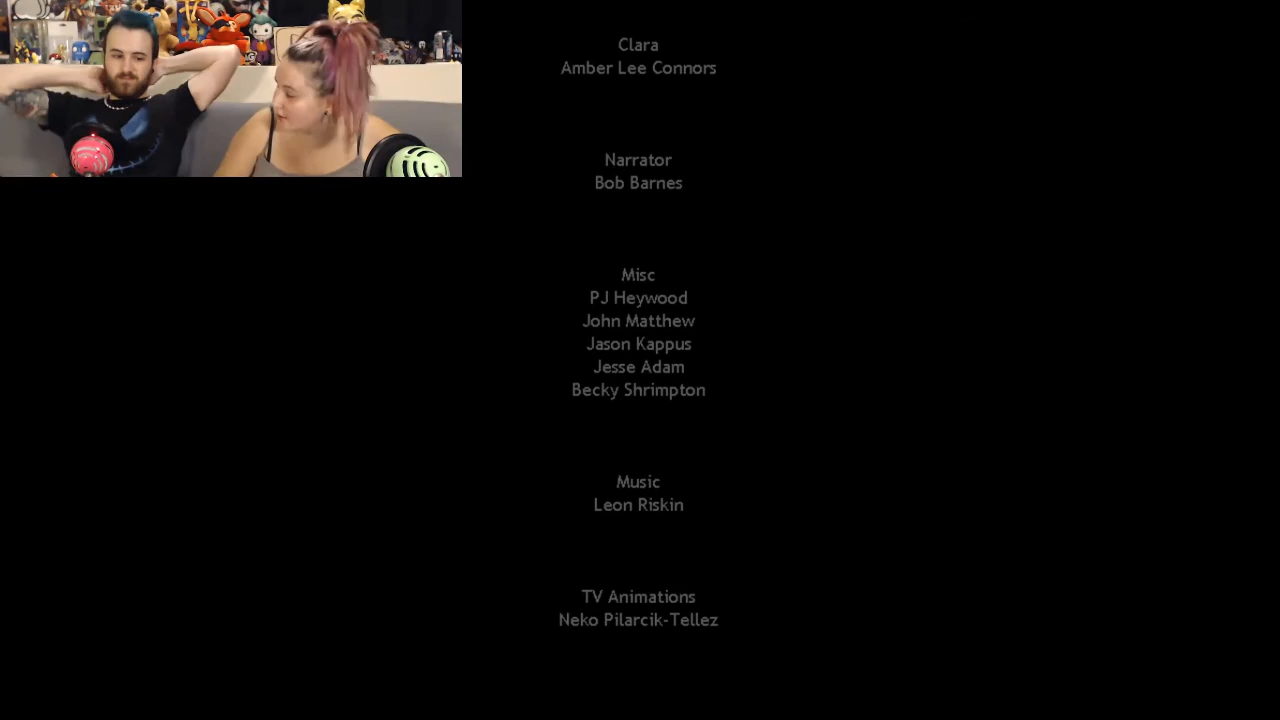 Clara
Amber Lee Connors
Narrator
Bob Barnes
Misc
PJ Heywood
John Matthew
Jason Kappus
Jesse Adam
Becky Shrimpton
Music
Leon Riskin
TV Animations
Neko Pilarcik-Tellez